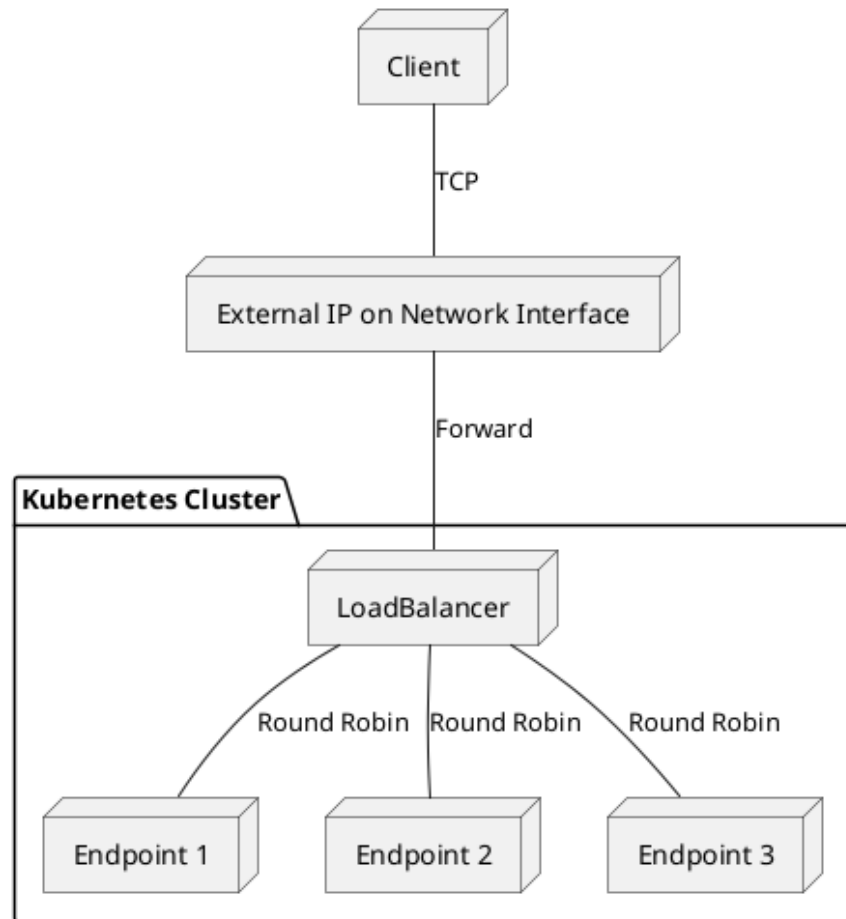 Client
TCP
External IP on Network Interface
Forward
Kubernetes Cluster
LoadBalancer
Round Robin
Round Robin
Round Robin
Endpoint 1
Endpoint 2
Endpoint 3